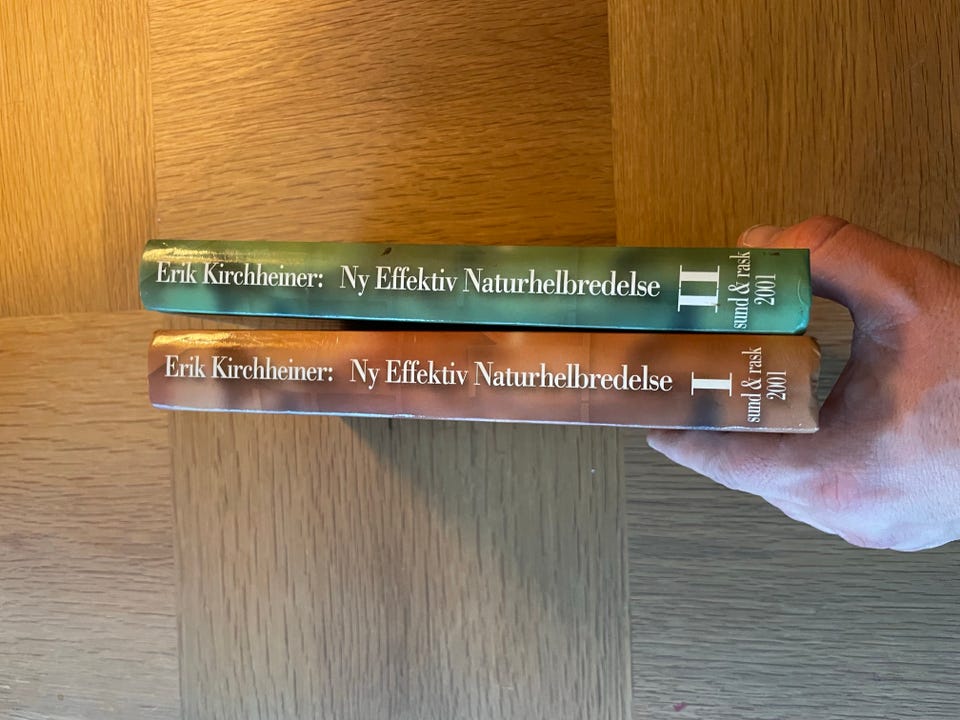 Erik Kirchheiner: Ny Effektiv Naturhelbredelse II
sund & rask
2001
Erik Kirchheiner: Ny Effektiv Naturhelbredelse I
sund & rask
2001